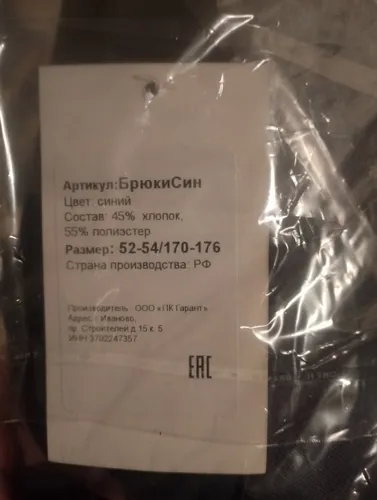 Артикул:БрюкиСин
Цвет: синий
Состав: 45% хлопок,
55% полиэстер
Размер: 52-54/170-176
Страна производства: РФ
Производитель: ООО «ПК Гарант»
Адрес: г.Иваново,
пр. Строителей д.15 к. 5
ИНН 3702247357
ЕАС